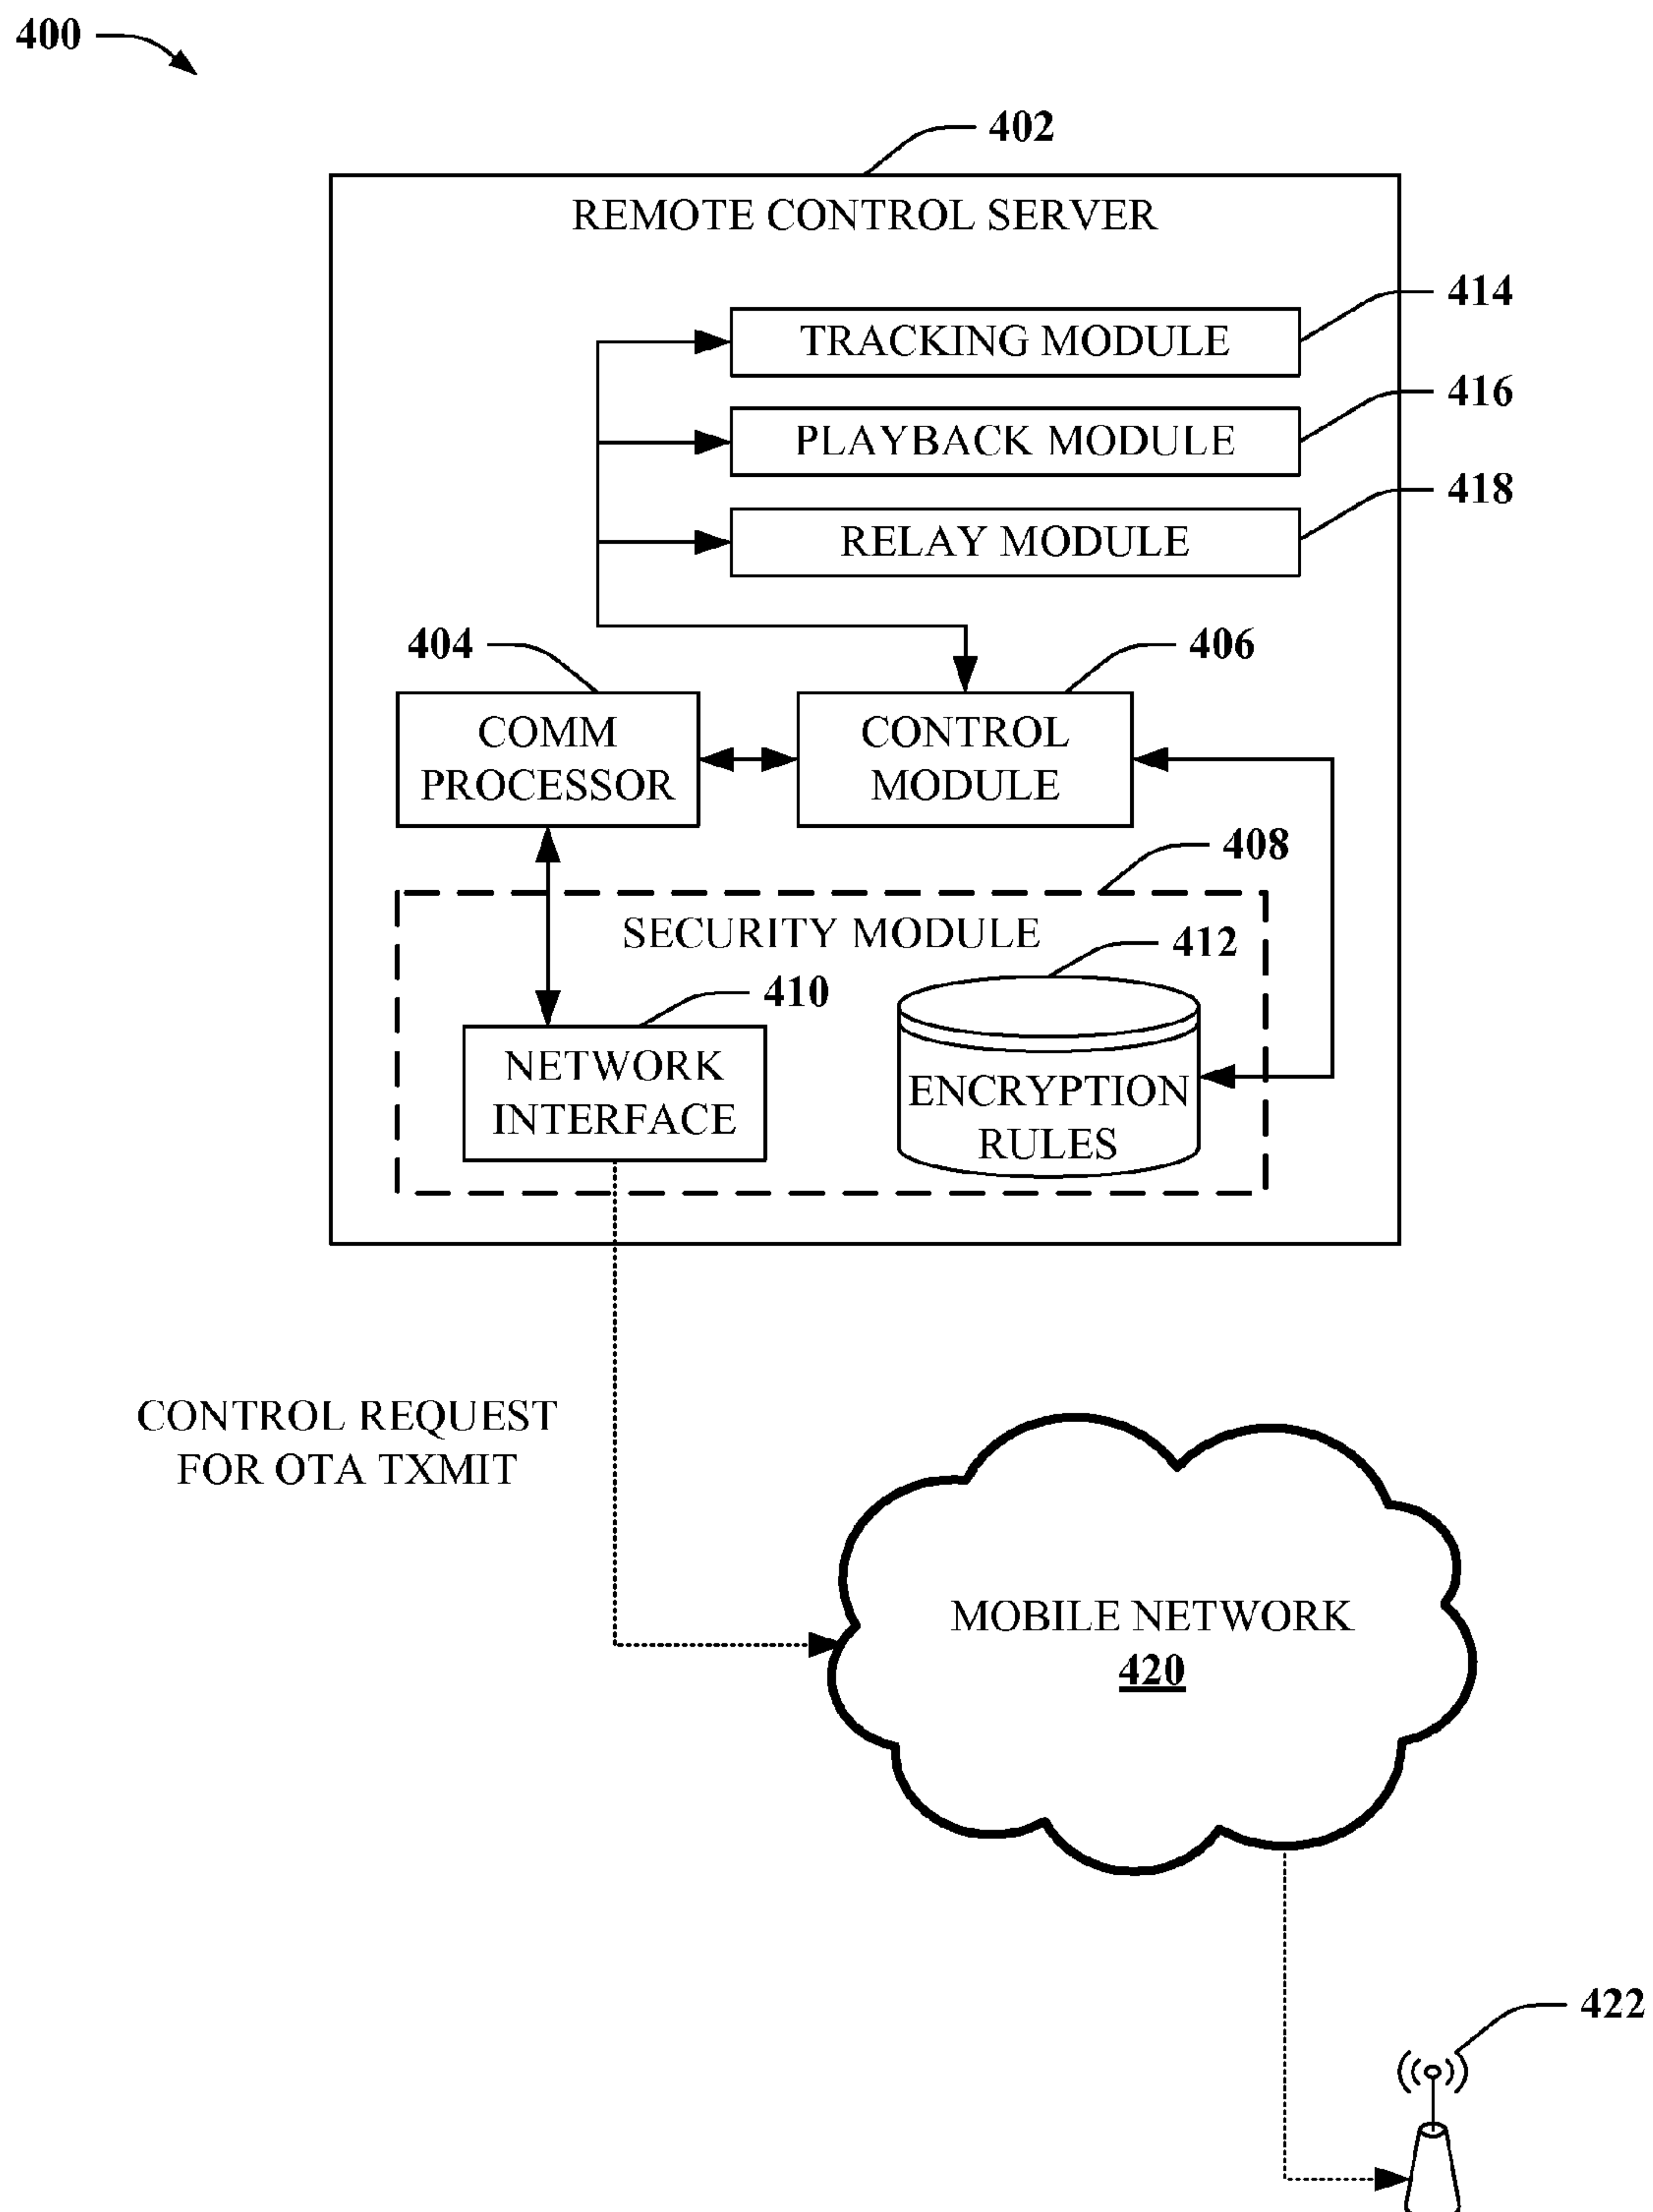 400
402
REMOTE CONTROL SERVER
414
TRACKING MODULE
416
PLAYBACK MODULE
418
RELAY MODULE
404
406
COMM
PROCESSOR
CONTROL
MODULE
408
SECURITY MODULE
412
410
NETWORK
INTERFACE
ENCRYPTION
RULES
CONTROL REQUEST
FOR OTA TXMIT
MOBILE NETWORK
420
422